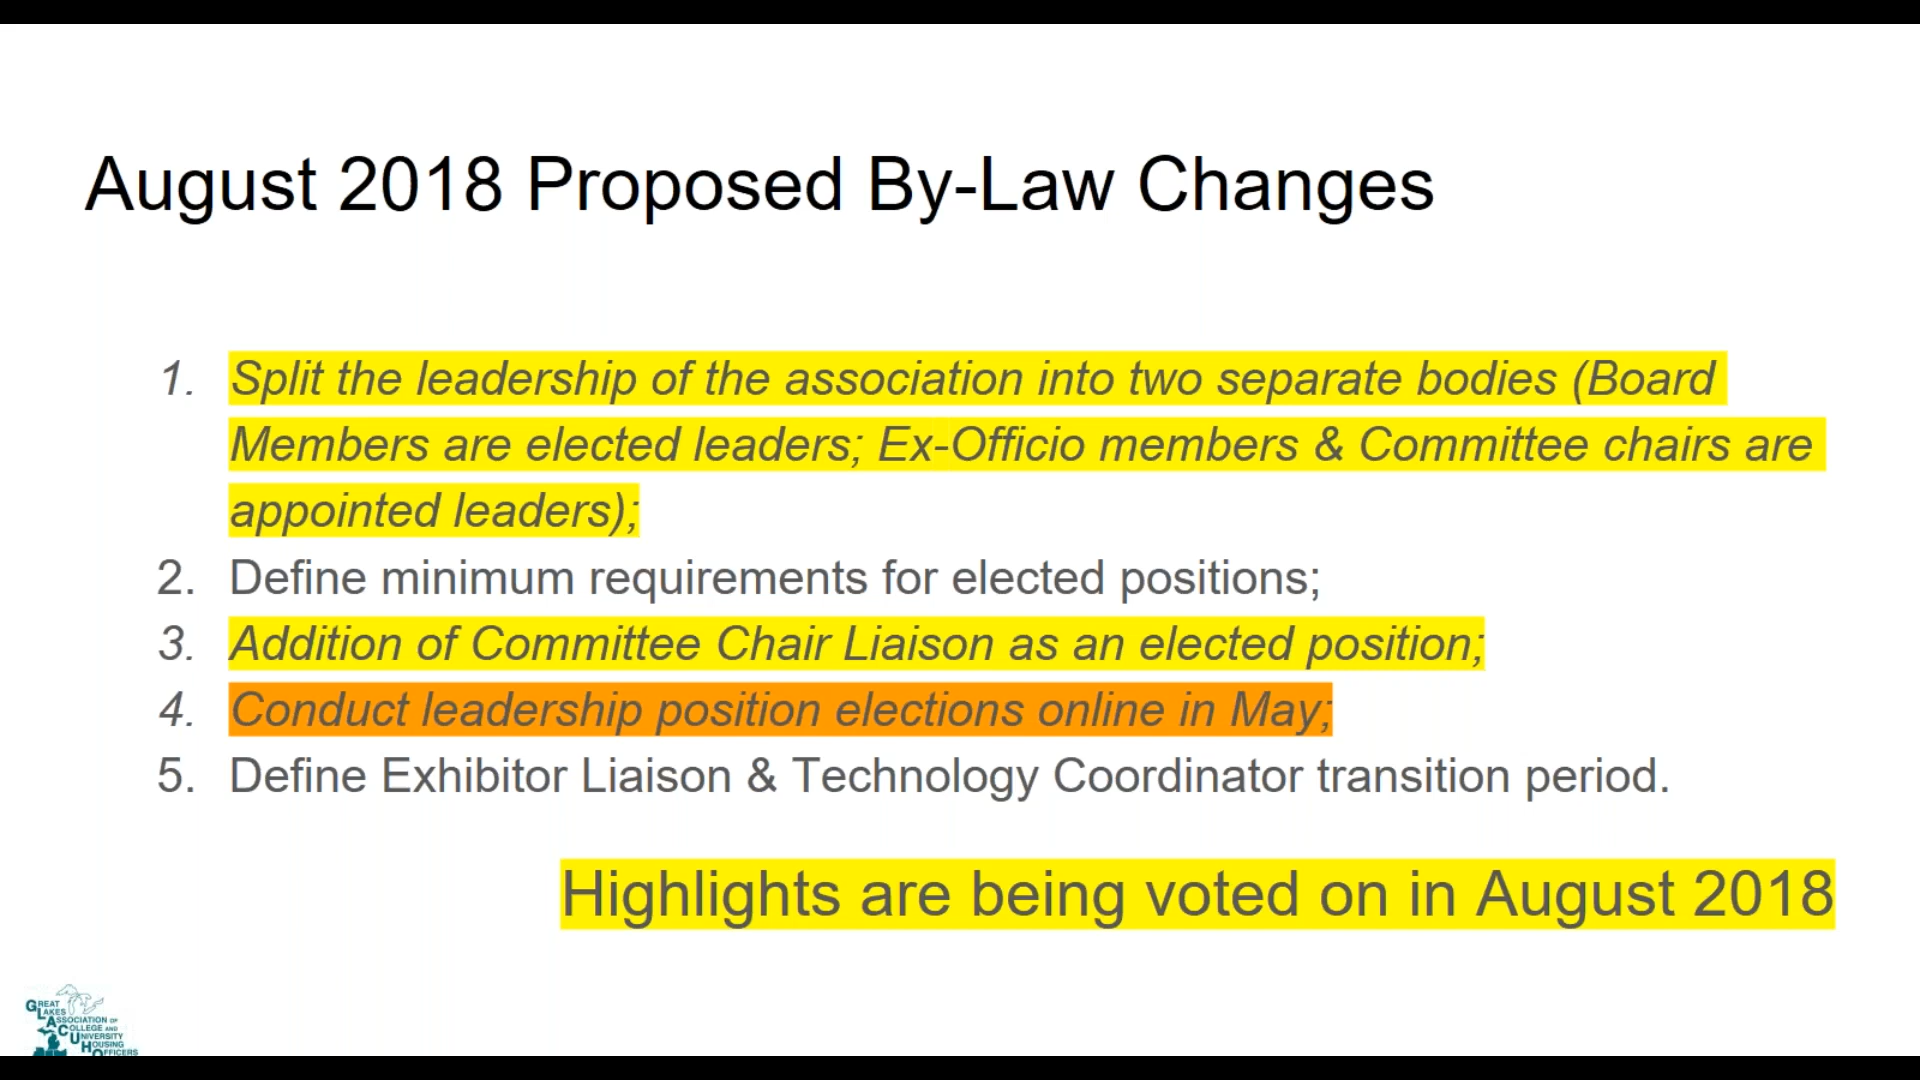 August 2018 Proposed By-Law Changes
1. Split the leadership of the association into two separate bodies (Board
Members are elected leaders; Ex-Officio members & Committee chairs are
appointed leaders);
2. Define minimum requirements for elected positions;
3. Addition of Committee Chair Liaison as an elected position;
4. Conduct leadership position elections online in May;
5. Define Exhibitor Liaison & Technology Coordinator transition period.
Highlights are being voted on in August 2018
GREAT
LAKES
ASSOCIATION OF
COLLEGE AND
UNIVERSITY
HOUSING
OFFICERS